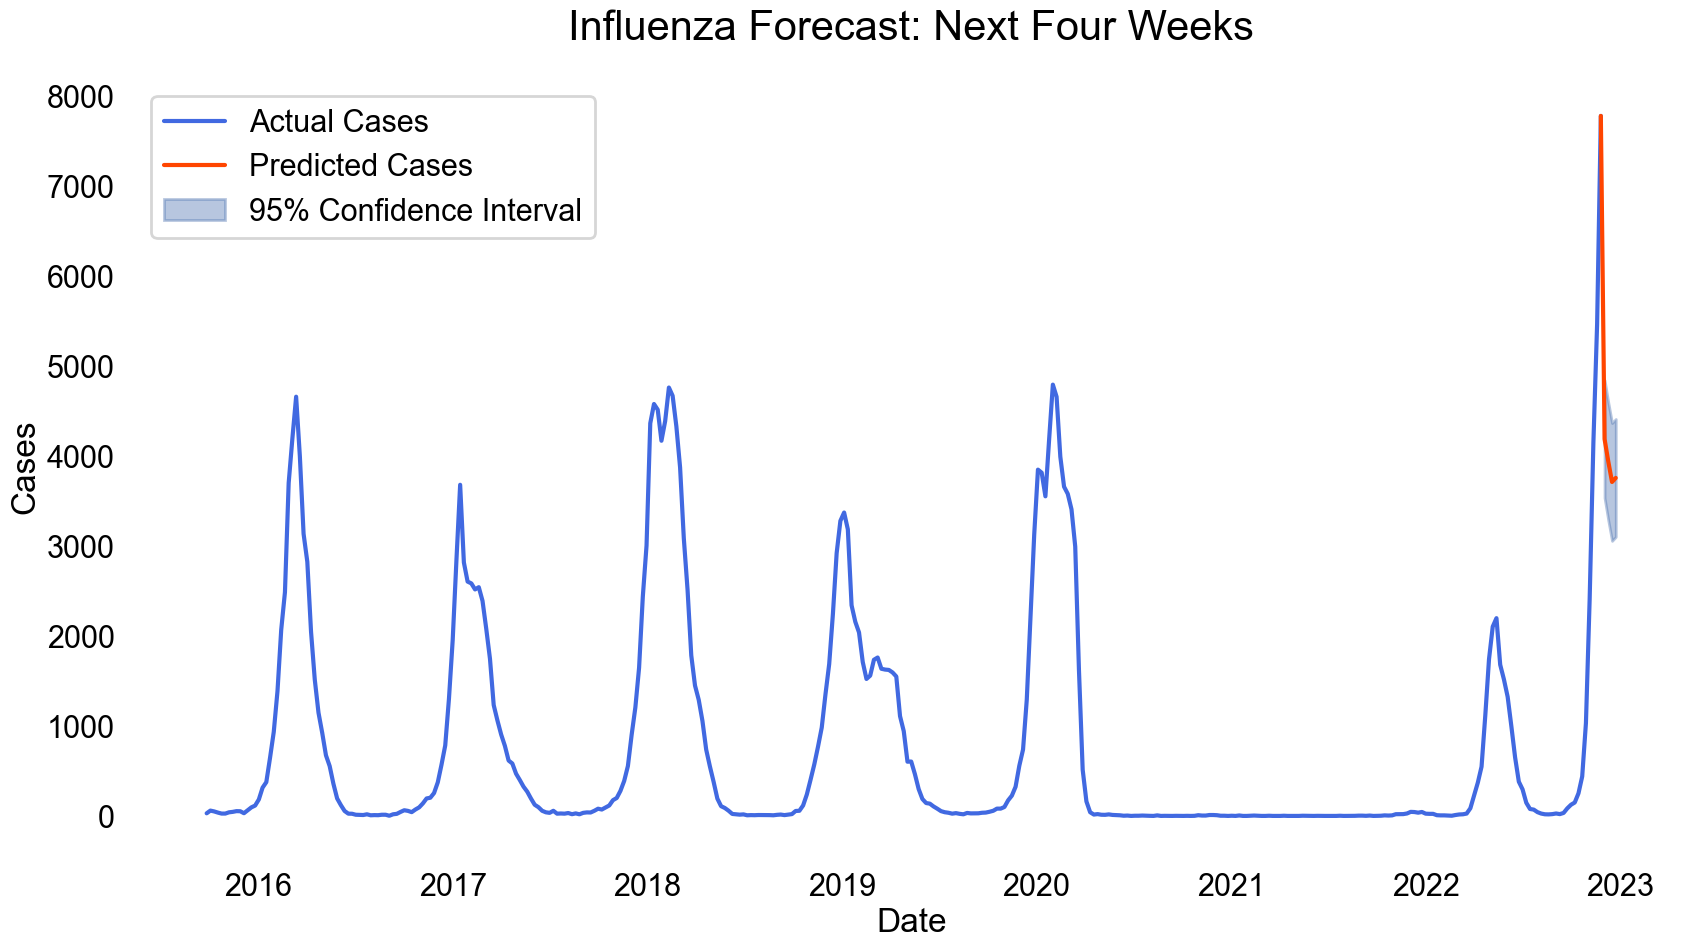 Influenza Forecast: Next Four Weeks
8000
7000
6000
5000
4000
3000
2000
1000
0
Cases
Actual Cases
Predicted Cases
95% Confidence Interval
2016 2017 2018 2019 2020 2021 2022 2023
Date